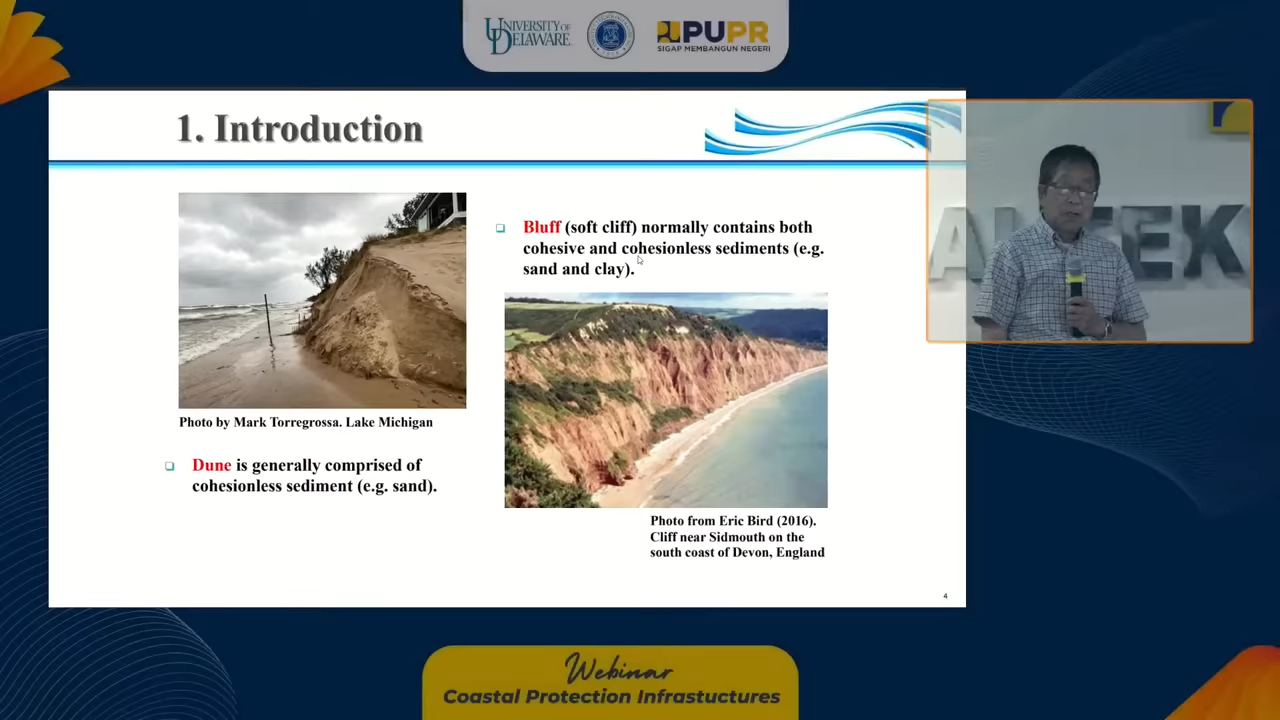 UNIVERSITY OF
DELAWARE
PUPR
SIGAP MEMBANGUN NEGERI
1. Introduction
Photo by Mark Torregrossa. Lake Michigan
Dune is generally comprised of
cohesionless sediment (e.g. sand).
Bluff (soft cliff) normally contains both
cohesive and cohesionless sediments (e.g.
sand and clay).
Photo from Eric Bird (2016).
Cliff near Sidmouth on the
south coast of Devon, England
4
Webinar
Coastal Protection Infrastuctures